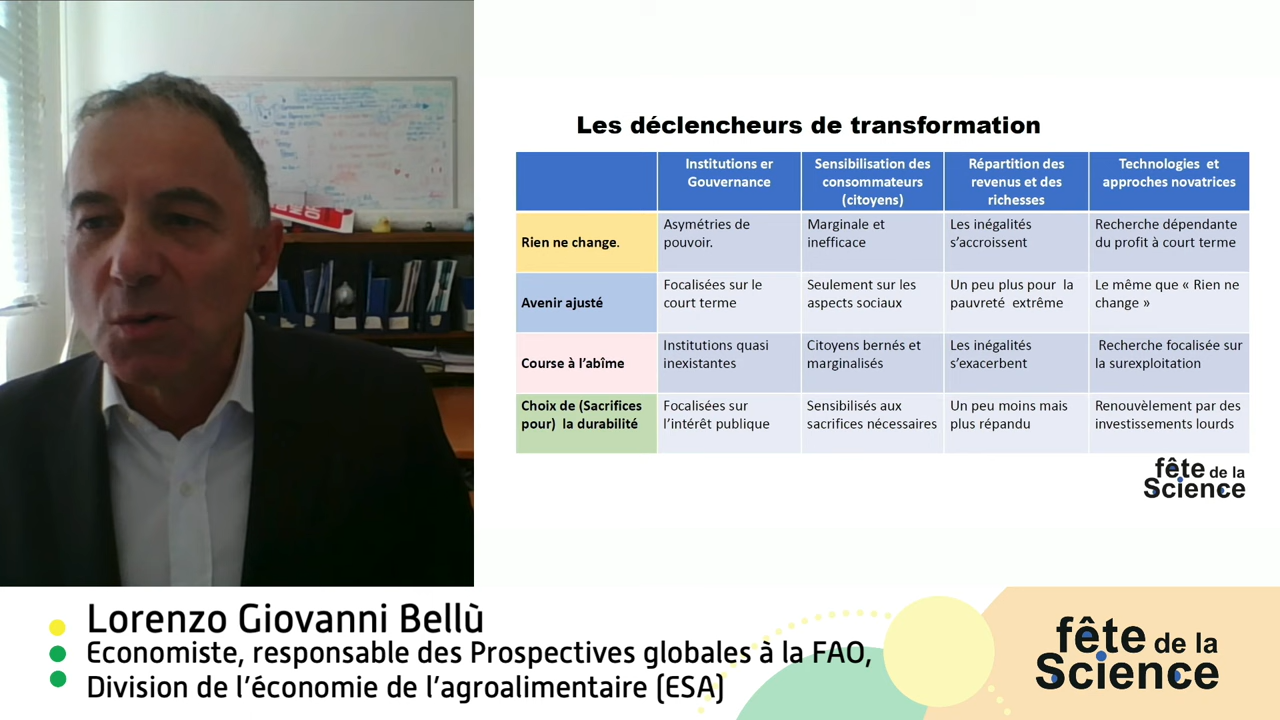 Les déclencheurs de transformation
Institutions er
Gouvernance
Sensibilisation des
consommateurs
(citoyens)
Répartition des
revenus et des
richesses
Technologies et
approches novatrices
Rien ne change.
Asymétries de
pouvoir.
Marginale et
inefficace
Les inégalités
s’accroissent
Recherche dépendante
du profit à court terme
Avenir ajusté
Focalisées sur le
court terme
Seulement sur les
aspects sociaux
Un peu plus pour la
pauvreté extrême
Le même que « Rien ne
change »
Course à l’abîme
Institutions quasi
inexistantes
Citoyens bernés et
marginalisés
Les inégalités
s’exacerbent
Recherche focalisée sur
la surexploitation
Choix de (Sacrifices
pour) la durabilité
Focalisées sur
l’intérêt publique
Sensibilisés aux
sacrifices nécessaires
Un peu moins mais
plus répandu
Renouvèlement par des
investissements lourds
fête de la
Science
Lorenzo Giovanni Bellù
Economiste, responsable des Prospectives globales à la FAO,
Division de l’économie de l’agroalimentaire (ESA)
fête de la
Science